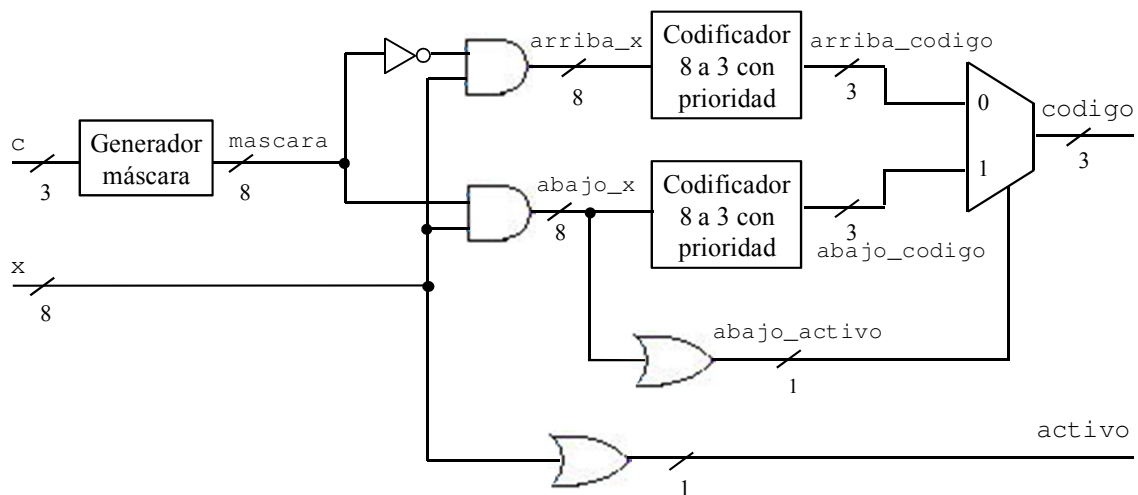 arriba_x
8
Codificador
8 a 3 con
prioridad
arriba_codigo
3
0
1
codigo
3
c
3
Generador
máscara
mascara
8
abajo_x
8
Codificador
8 a 3 con
prioridad
3
abajo_codigo
x
8
abajo_activo
1
activo
1